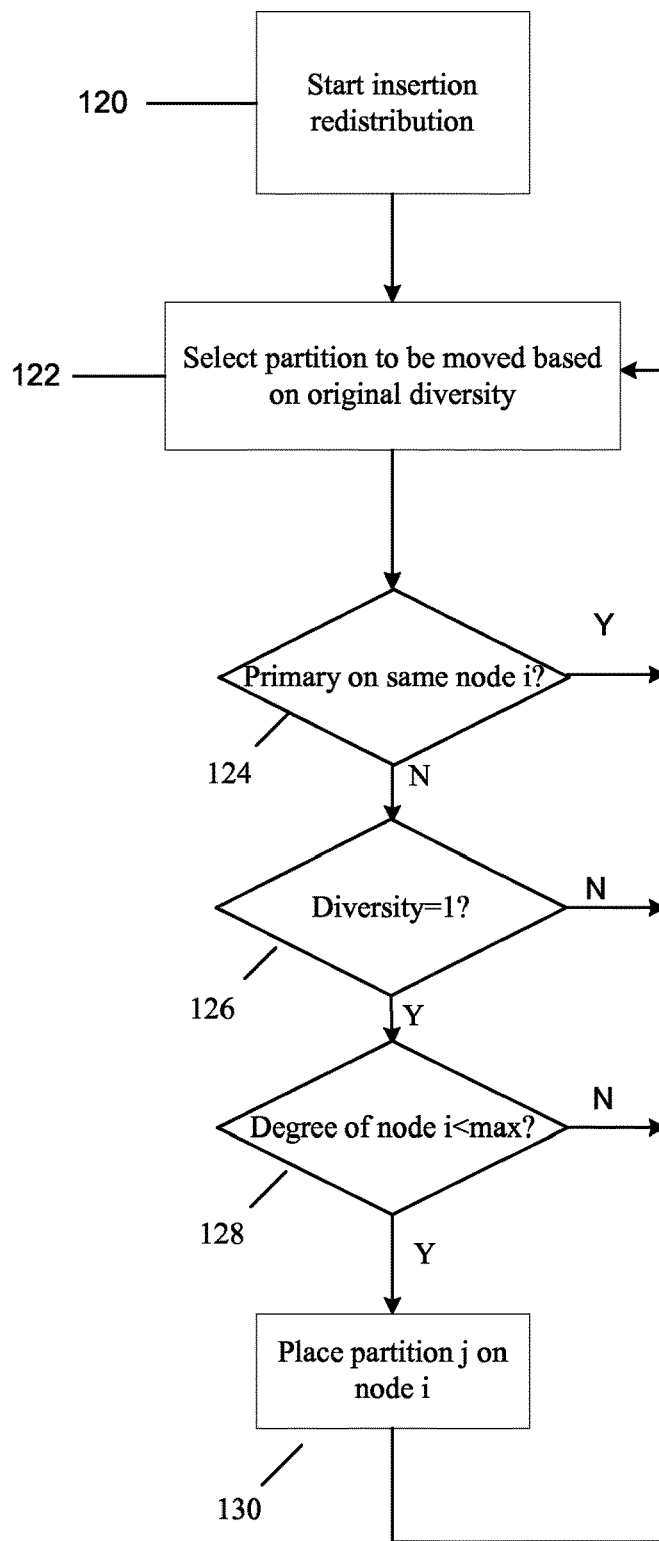 Start insertion
redistribution
120
Select partition to be moved based
on original diversity
122
Y
Primary on same node i?
124
N
Diversity=1?
N
126
Y
Degree of node i<max?
N
128
Y
Place partition j on
node i
130